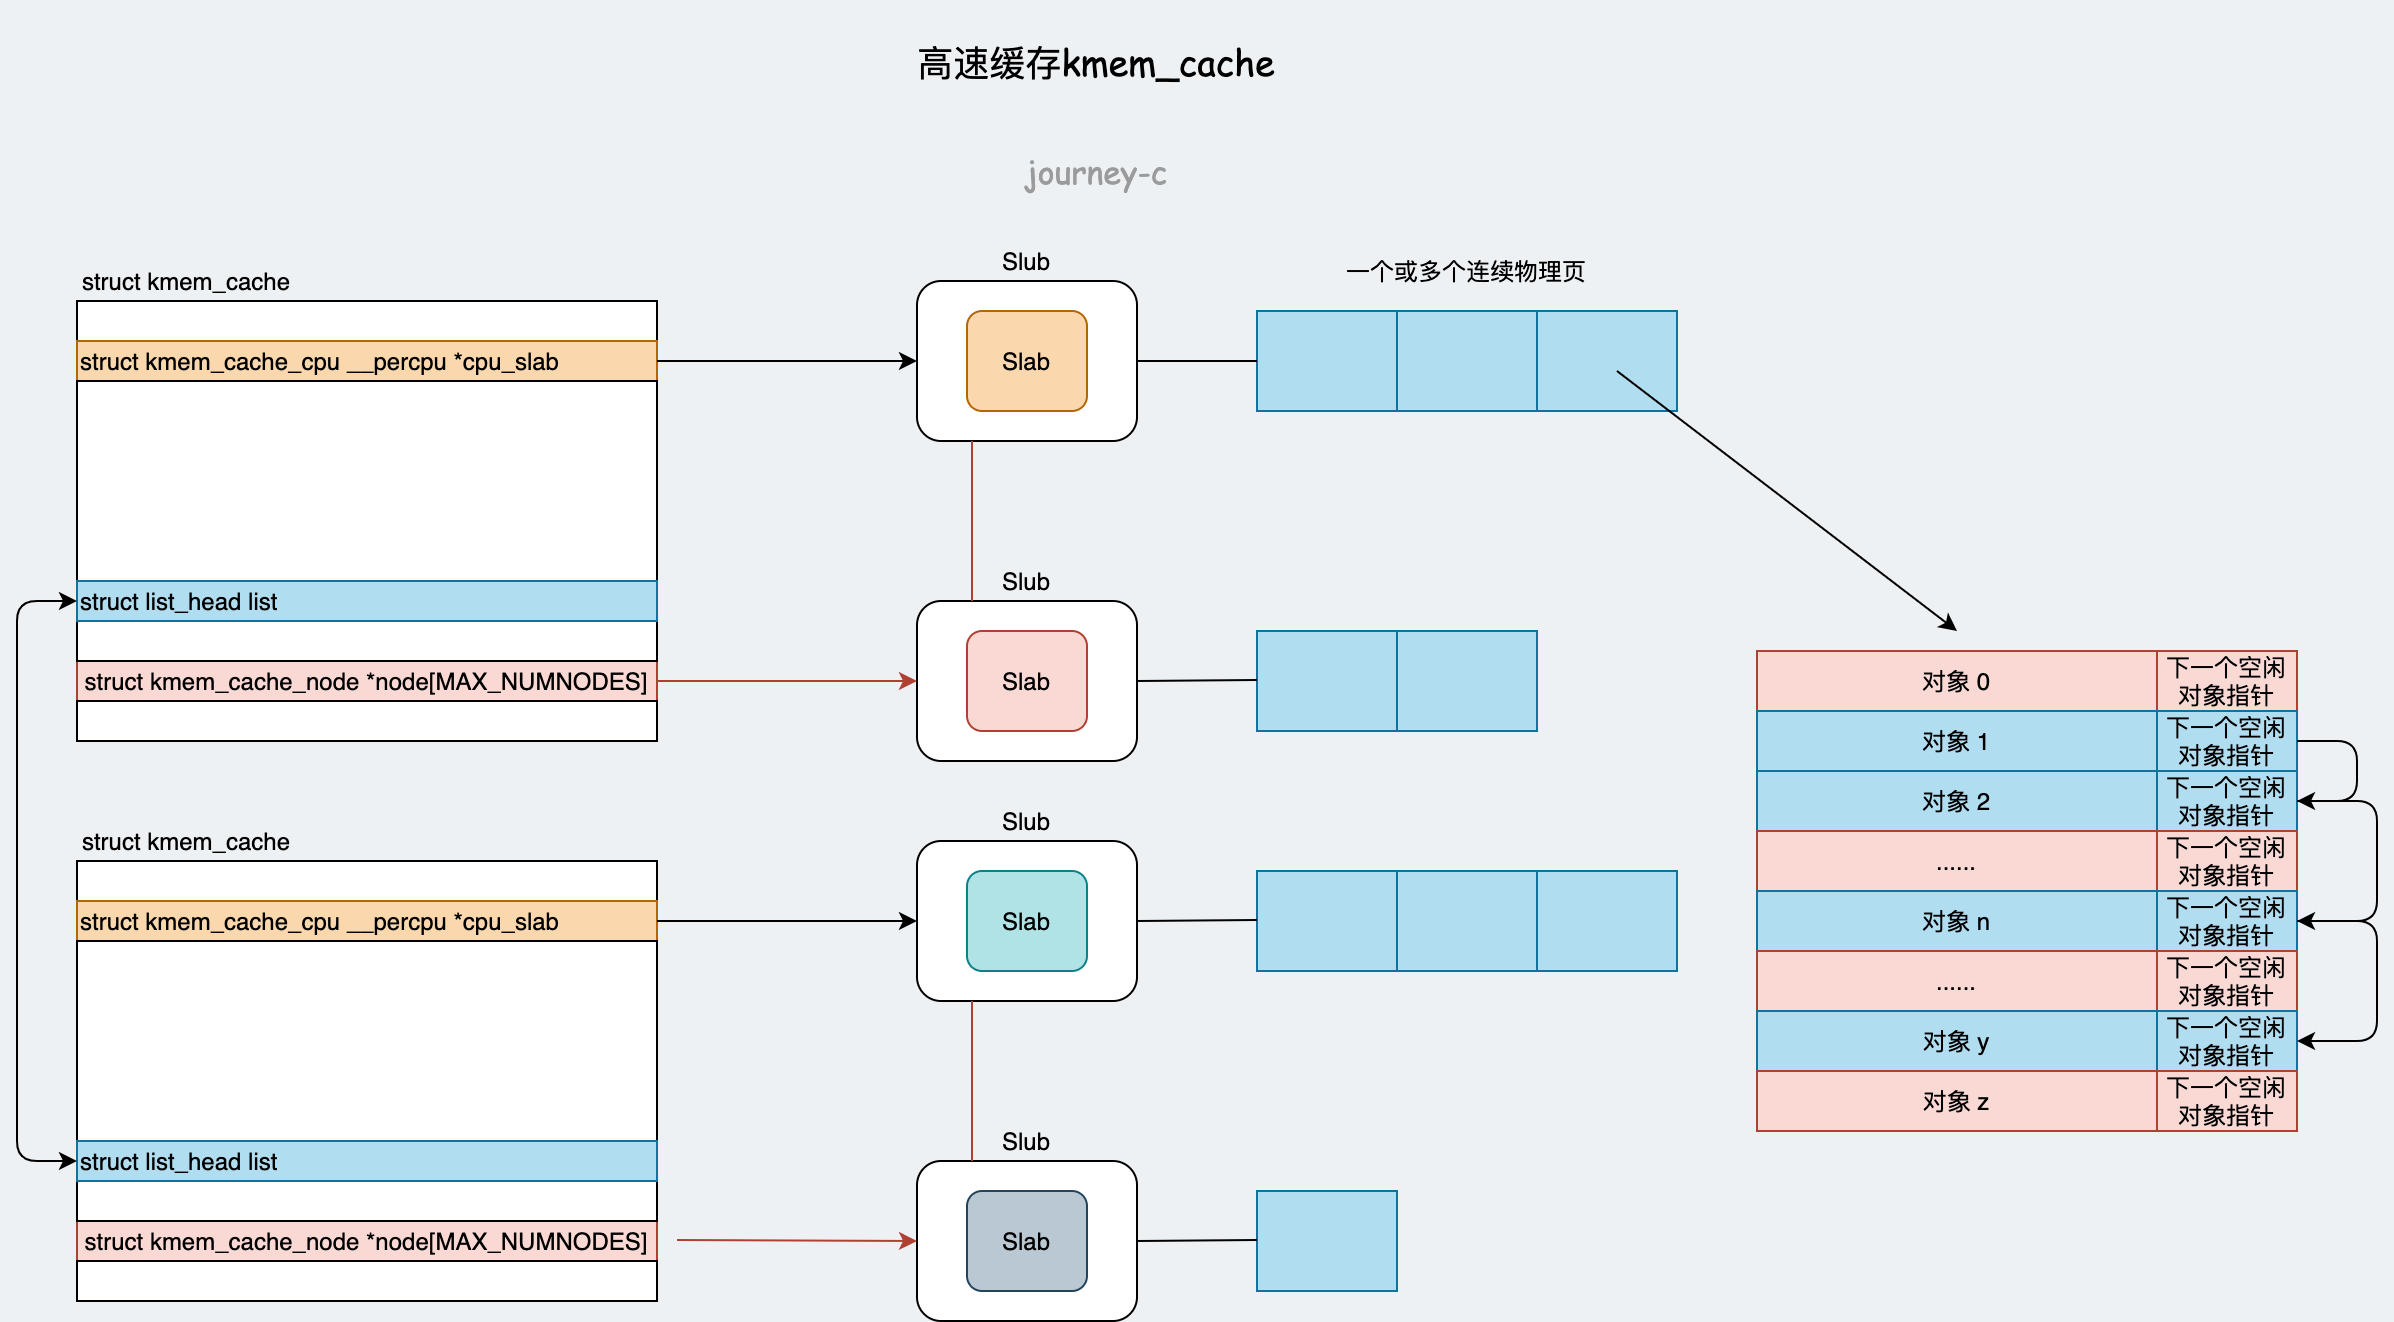 高速缓存kmem_cache
journey-c
struct kmem_cache
struct kmem_cache_cpu __percpu *cpu_slab
struct list_head list
struct kmem_cache_node *node[MAX_NUMNODES]
Slub
Slab
一个或多个连续物理页
Slub
Slab
struct kmem_cache
struct kmem_cache_cpu __percpu *cpu_slab
struct list_head list
struct kmem_cache_node *node[MAX_NUMNODES]
Slub
Slab
Slub
Slab
对象 0
下一个空闲
对象指针
对象 1
下一个空闲
对象指针
对象 2
下一个空闲
对象指针
......
下一个空闲
对象指针
对象 n
下一个空闲
对象指针
......
下一个空闲
对象指针
对象 y
下一个空闲
对象指针
对象 z
下一个空闲
对象指针